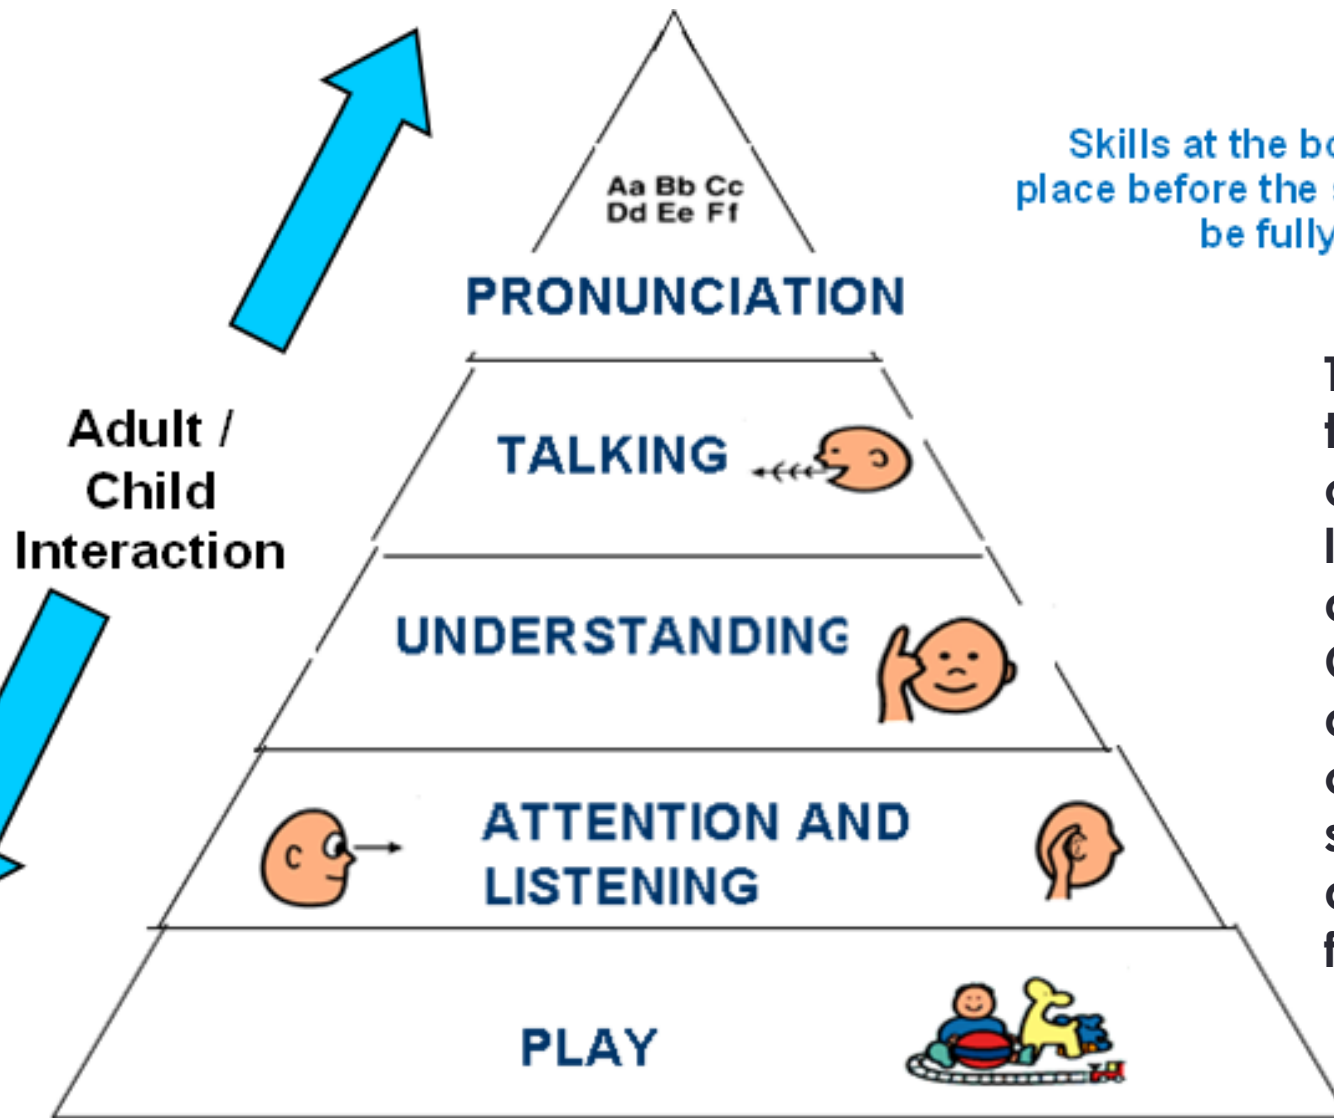 Aa Bb Cc
Dd Ee Ff
PRONUNCIATION
TALKING
UNDERSTANDING
ATTENTION AND
LISTENING
PLAY
Adult /
Child
Interaction
Skills at the
place before the
be fully